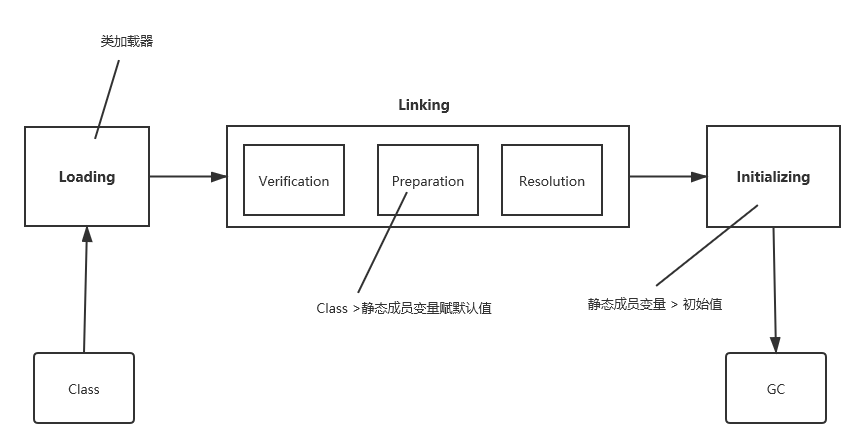 类加载器
Linking
Loading
Verification
Preparation
Resolution
Initializing
Class >静态成员变量赋默认值
静态成员变量 > 初始值
Class
GC